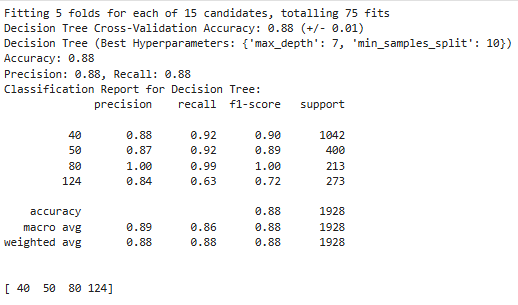 Fitting 5 folds for each of 15 candidates, totalling 75 fits
Decision Tree Cross-Validation Accuracy: 0.88 (+/- 0.01)
Decision Tree (Best Hyperparameters: {'max_depth': 7, 'min_samples_split': 10})
Accuracy: 0.88
Precision: 0.88, Recall: 0.88
Classification Report for Decision Tree:
              precision    recall  f1-score   support

          40       0.88      0.92      0.90      1042
          50       0.87      0.92      0.89       400
          80       1.00      0.99      1.00       213
         124       0.84      0.63      0.72       273

    accuracy                           0.88      1928
   macro avg       0.89      0.86      0.88      1928
weighted avg       0.88      0.88      0.88      1928

[ 40  50  80 124]